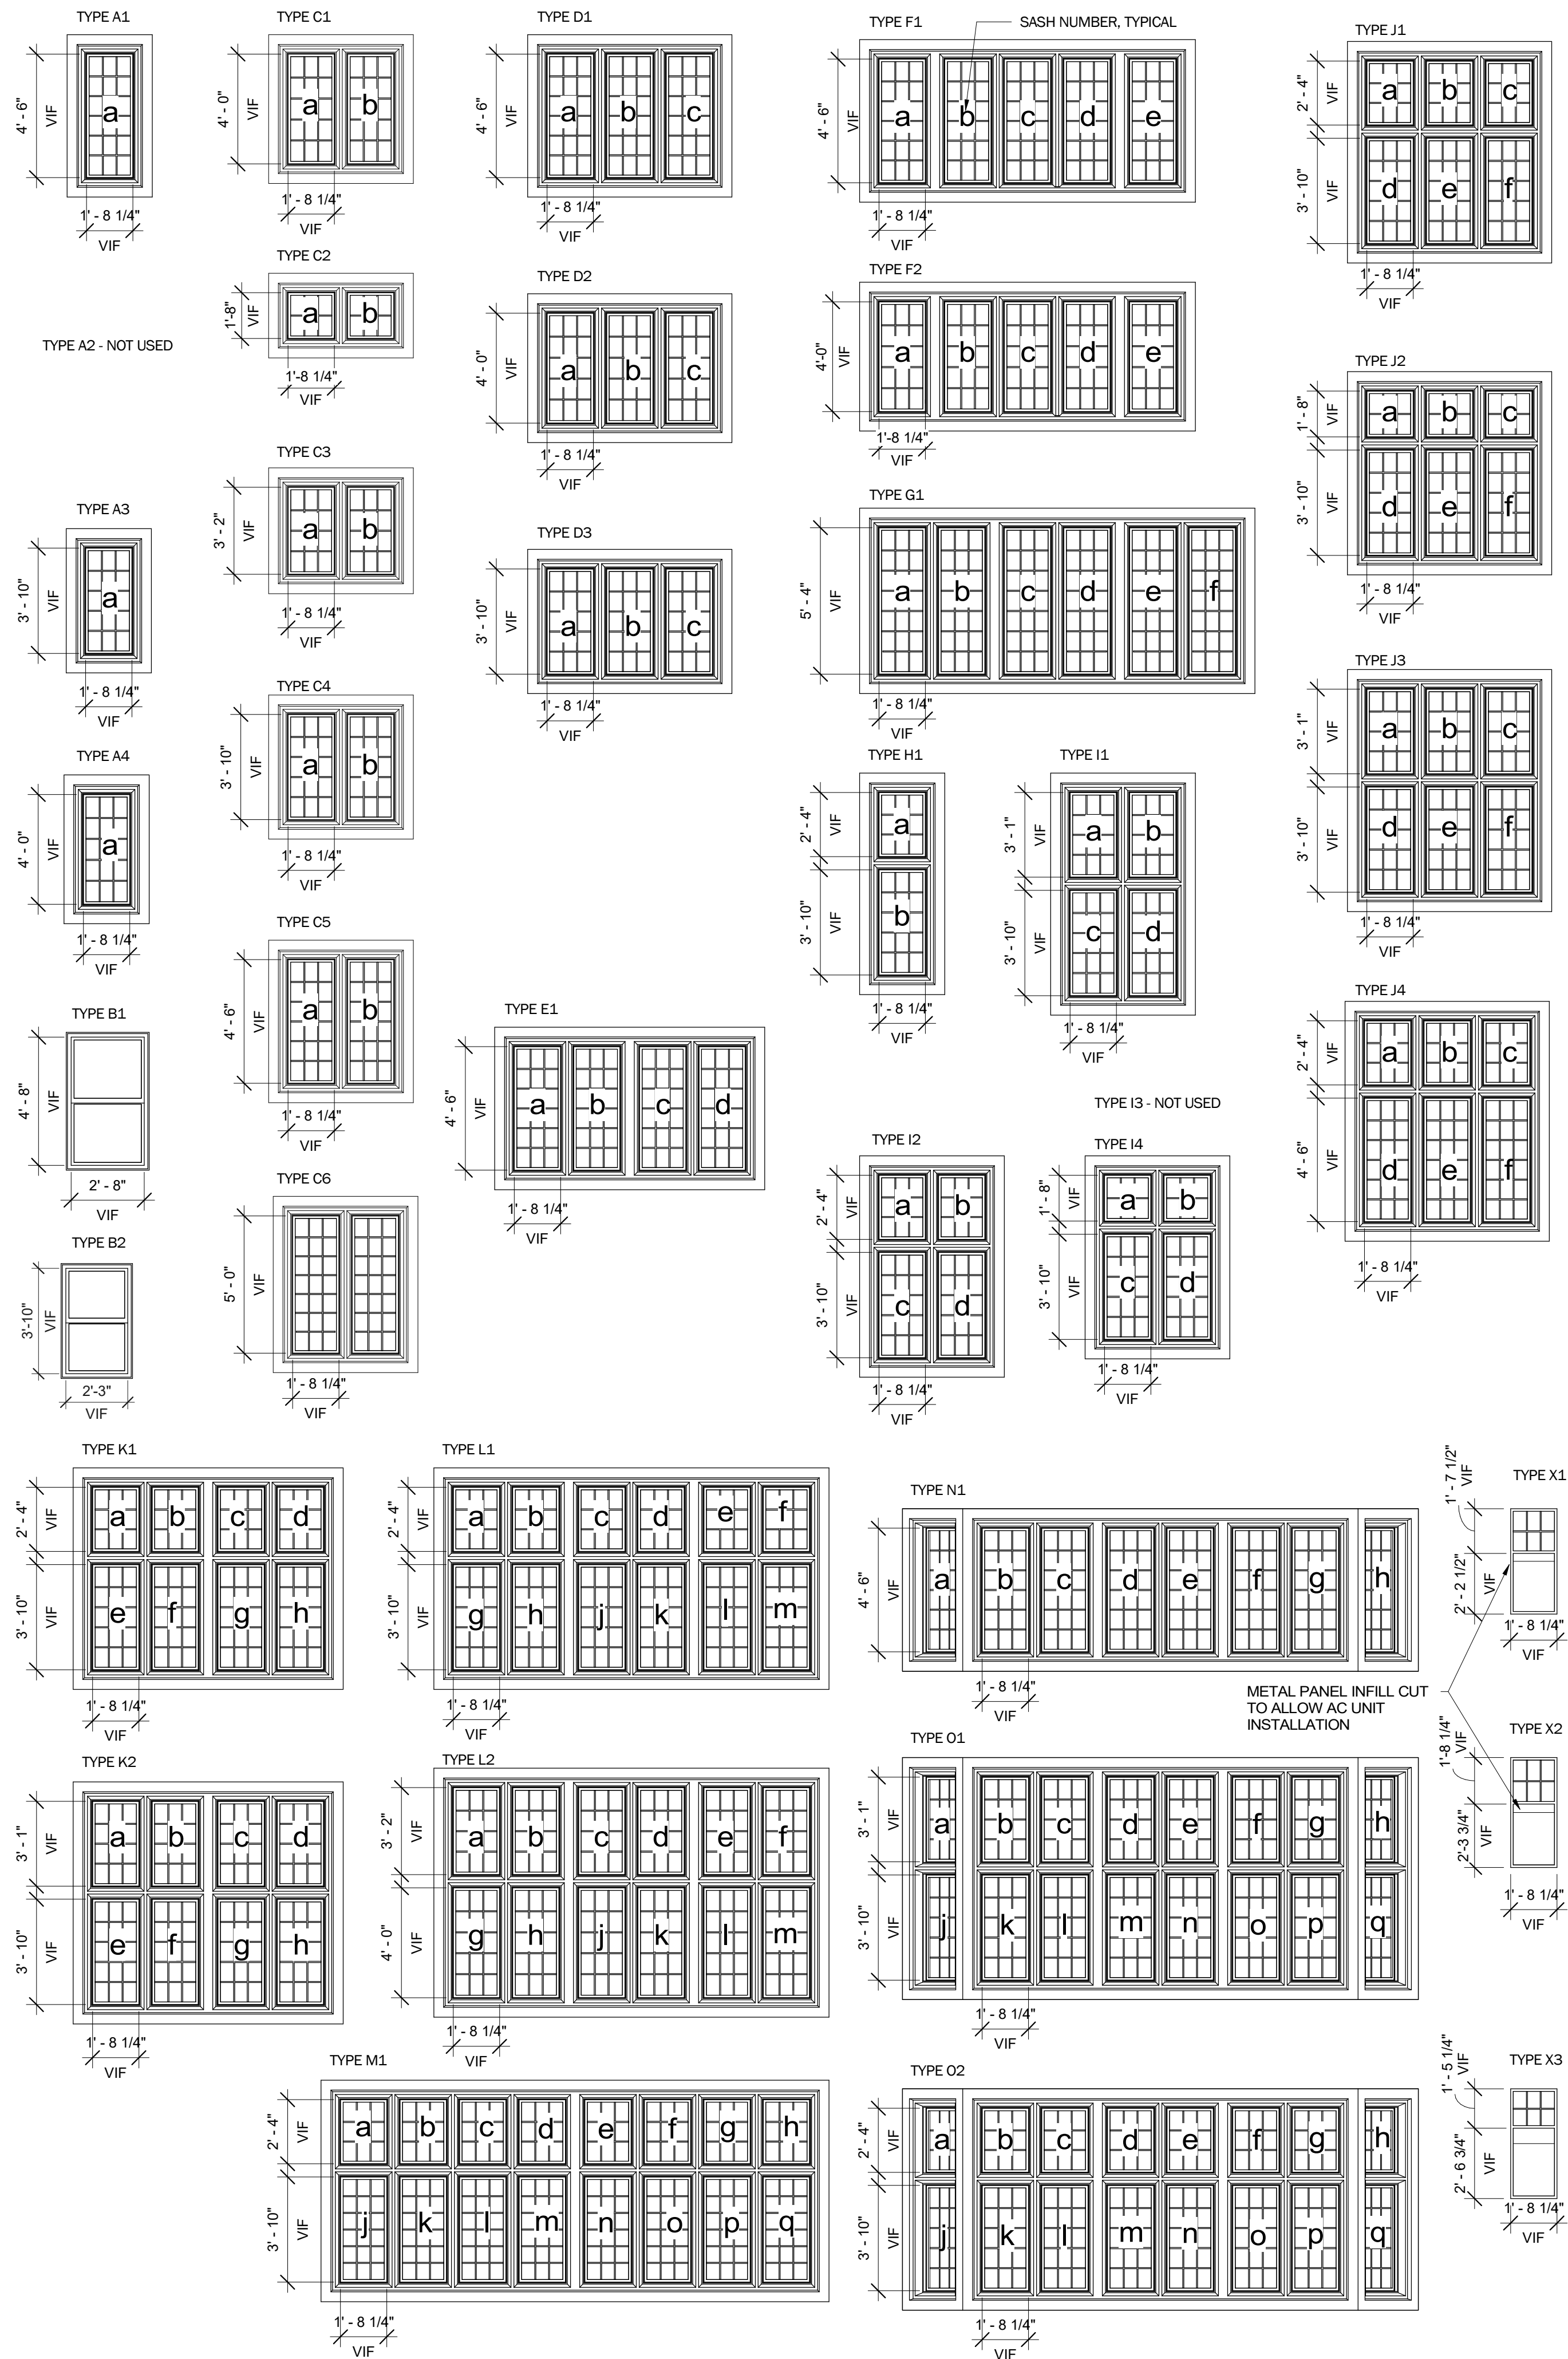 TYPE A1
4' - 6"
VIF
a
1' - 8 1/4"
VIF
TYPE C1
4' - 0"
VIF
a b
1' - 8 1/4"
VIF
TYPE D1
4' - 6"
VIF
a b c
1' - 8 1/4"
VIF
TYPE F1
SASH NUMBER, TYPICAL
4' - 6"
VIF
a b c d e
1' - 8 1/4"
VIF
TYPE J1
2' - 4"
VIF
a b c
3' - 10"
VIF
d e f
1' - 8 1/4"
VIF
TYPE A2 - NOT USED
TYPE C2
1'-8"
VIF
a b
1'-8 1/4"
VIF
TYPE D2
4' - 0"
VIF
a b c
1' - 8 1/4"
VIF
TYPE F2
4'-0"
VIF
a b c d e
1'-8 1/4"
VIF
TYPE J2
1' - 8"
VIF
a b c
3' - 10"
VIF
d e f
1' - 8 1/4"
VIF
TYPE A3
3' - 10"
VIF
a
1' - 8 1/4"
VIF
TYPE C3
3' - 2"
VIF
a b
1' - 8 1/4"
VIF
TYPE D3
3' - 10"
VIF
a b c
1' - 8 1/4"
VIF
TYPE G1
5' - 4"
VIF
a b c d e f
1' - 8 1/4"
VIF
TYPE J3
3' - 1"
VIF
a b c
3' - 10"
VIF
d e f
1' - 8 1/4"
VIF
TYPE A4
4' - 0"
VIF
a
1' - 8 1/4"
VIF
TYPE C4
3' - 10"
VIF
a b
1' - 8 1/4"
VIF
TYPE H1
2' - 4"
VIF
a
3' - 10"
VIF
b
1' - 8 1/4"
VIF
TYPE I1
3' - 1"
VIF
a b
3' - 10"
VIF
c d
1' - 8 1/4"
VIF
TYPE J4
2' - 4"
VIF
a b c
4' - 6"
VIF
d e f
1' - 8 1/4"
VIF
TYPE B1
4' - 8"
VIF
2' - 8"
VIF
TYPE C5
4' - 6"
VIF
a b
1' - 8 1/4"
VIF
TYPE E1
4' - 6"
VIF
a b c d
1' - 8 1/4"
VIF
TYPE I3 - NOT USED
TYPE I2
2' - 4"
VIF
a b
3' - 10"
VIF
c d
1' - 8 1/4"
VIF
TYPE I4
1' - 8"
VIF
a b
3' - 10"
VIF
c d
1' - 8 1/4"
VIF
TYPE B2
3'-10"
VIF
2'-3"
VIF
TYPE C6
5' - 0"
VIF
1' - 8 1/4"
VIF
TYPE K1
2' - 4"
VIF
a b c d
3' - 10"
VIF
e f g h
1' - 8 1/4"
VIF
TYPE L1
2' - 4"
VIF
a b c d e f
3' - 10"
VIF
g h j k l m
1' - 8 1/4"
VIF
TYPE N1
4' - 6"
VIF
a b c d e f g h
1' - 8 1/4"
VIF
TYPE X1
1' - 7 1/2"
VIF
2' - 2 1/2"
VIF
1' - 8 1/4"
VIF
METAL PANEL INFILL CUT
TO ALLOW AC UNIT
INSTALLATION
TYPE K2
3' - 1"
VIF
a b c d
3' - 10"
VIF
e f g h
1' - 8 1/4"
VIF
TYPE L2
3' - 2"
VIF
a b c d e f
4' - 0"
VIF
g h j k l m
1' - 8 1/4"
VIF
TYPE O1
3' - 1"
VIF
a b c d e f g h
3' - 10"
VIF
j k l m n o p q
1' - 8 1/4"
VIF
TYPE X2
1'-8 1/4"
VIF
2'-3 3/4"
VIF
1' - 8 1/4"
VIF
TYPE M1
2' - 4"
VIF
a b c d e f g h
3' - 10"
VIF
j k l m n o p q
1' - 8 1/4"
VIF
TYPE O2
2' - 4"
VIF
a b c d e f g h
3' - 10"
VIF
j k l m n o p q
1' - 8 1/4"
VIF
TYPE X3
1' - 5 1/4"
VIF
2' - 6 3/4"
VIF
1' - 8 1/4"
VIF